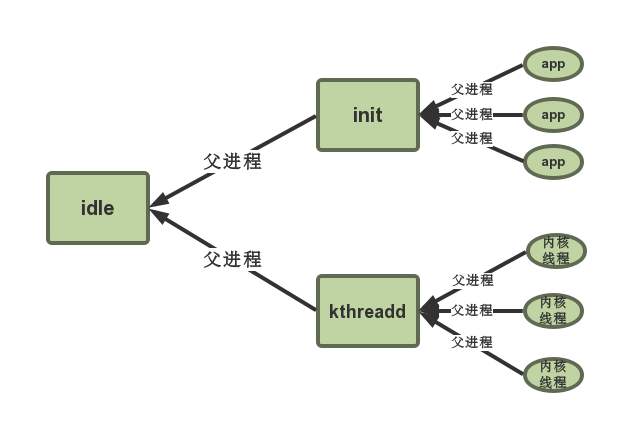 app
父进程
init
父进程
app
父进程
app
父进程
idle
父进程
内核
线程
父进程
kthreadd
父进程
内核
线程
父进程
内核
线程